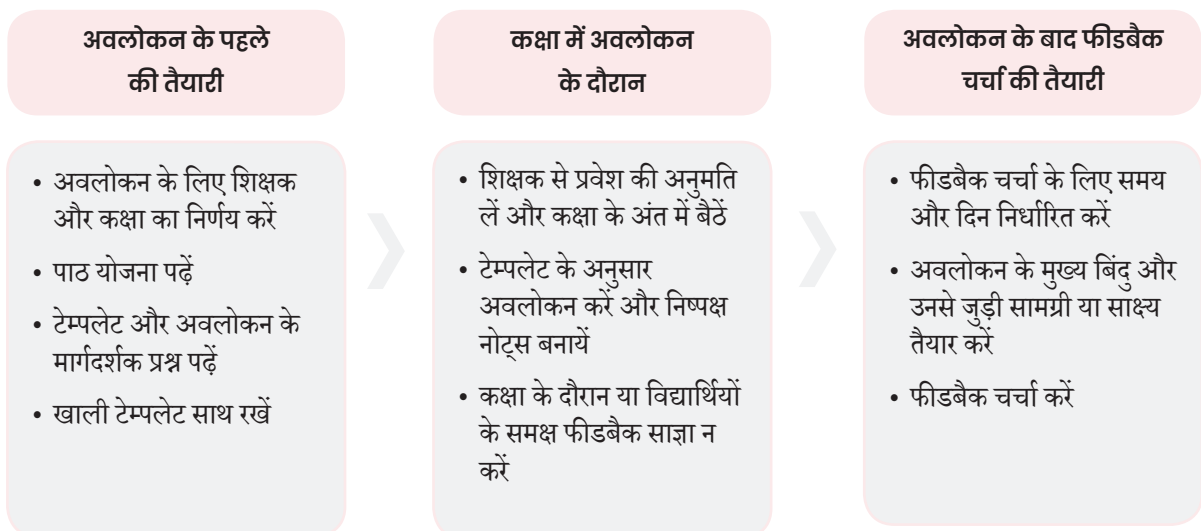 अवलोकन के पहले
की तैयारी
• अवलोकन के लिए शिक्षक
और कक्षा का निर्णय करें
• पाठ योजना पढ़ें
• टेम्पलेट और अवलोकन के
मार्गदर्शक प्रश्न पढ़ें
• खाली टेम्पलेट साथ रखें
कक्षा में अवलोकन
के दौरान
• शिक्षक से प्रवेश की अनुमति
लें और कक्षा के अंत में बैठें
• टेम्पलेट के अनुसार
अवलोकन करें और निष्पक्ष
नोट्स बनायें
• कक्षा के दौरान या विद्यार्थियों
के समक्ष फीडबैक साज्ञा न
करें
अवलोकन के बाद फीडबैक
चर्चा की तैयारी
• फीडबैक चर्चा के लिए समय
और दिन निर्धारित करें
• अवलोकन के मुख्य बिंदु और
उनसे जुड़ी सामग्री या साक्ष्य
तैयार करें
• फीडबैक चर्चा करें